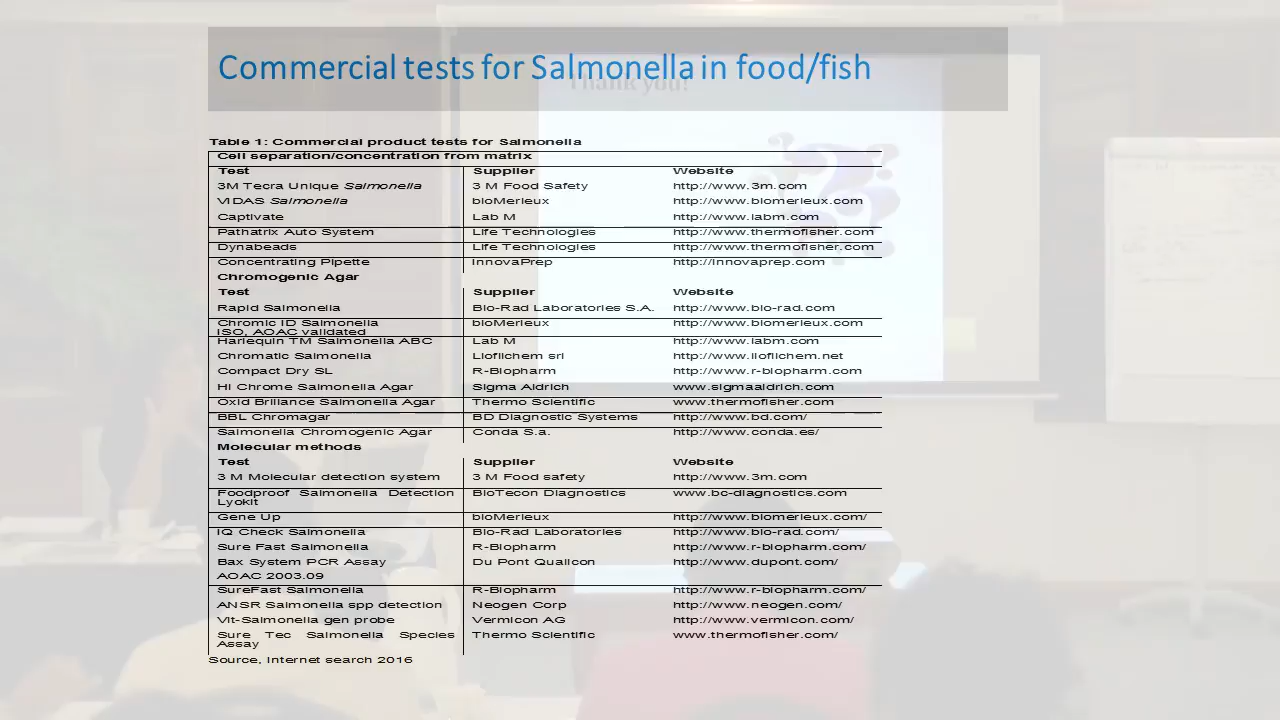 Commercial tests for Salmonella in food/fish
Thank you!
Table 1: Commercial product tests for Salmonella
Cell separation/concentration from matrix
Test Supplier Website
3M Tecra Unique Salmonella 3 M Food Safety http://www.3m.com
VIDAS Salmonella bioMerieux http://www.biomerieux.com
Captivate Lab M http://www.labm.com
Pathatrix Auto System Life Technologies http://www.thermofisher.com
Dynabeads Life Technologies http://www.thermofisher.com
Concentrating Pipette InnovaPrep http://innovaprep.com
Chromogenic Agar
Test Supplier Website
Rapid Salmonella Bio-Rad Laboratories S.A. http://www.bio-rad.com
Chromic ID Salmonella bioMerieux http://www.biomerieux.com
ISO, AOAC validated
Harlequin TM Salmonella ABC Lab M http://www.labm.com
Chromatic Salmonella Liofilchem srl http://www.liofilchem.net
Compact Dry SL R-Biopharm http://www.r-biopharm.com
Hi Chrome Salmonella Agar Sigma Aldrich www.sigmaaldrich.com
Oxid Briliance Salmonella Agar Thermo Scientific www.thermofisher.com
BBL Chromagar BD Diagnostic Systems http://www.bd.com/
Salmonella Chromogenic Agar Conda S.a. http://www.conda.es/
Molecular methods
Test Supplier Website
3 M Molecular detection system 3 M Food safety http://www.3m.com
Foodproof Salmonella Detection BioTecon Diagnostics www.bc-diagnostics.com
Lyokit
Gene Up bioMerieux http://www.biomerieux.com/
IQ Check Salmonella Bio-Rad Laboratories http://www.bio-rad.com/
Sure Fast Salmonella R-Biopharm http://www.r-biopharm.com/
Bax System PCR Assay Du Pont Qualicon http://www.dupont.com/
AOAC 2003.09
SureFast Salmonella R-Biopharm http://www.r-biopharm.com/
ANSR Salmonella spp detection Neogen Corp http://www.neogen.com/
Vit-Salmonella gen probe Vermicon AG http://www.vermicon.com/
Sure Tec Salmonella Species Thermo Scientific www.thermofisher.com/
Assay
Source, Internet search 2016